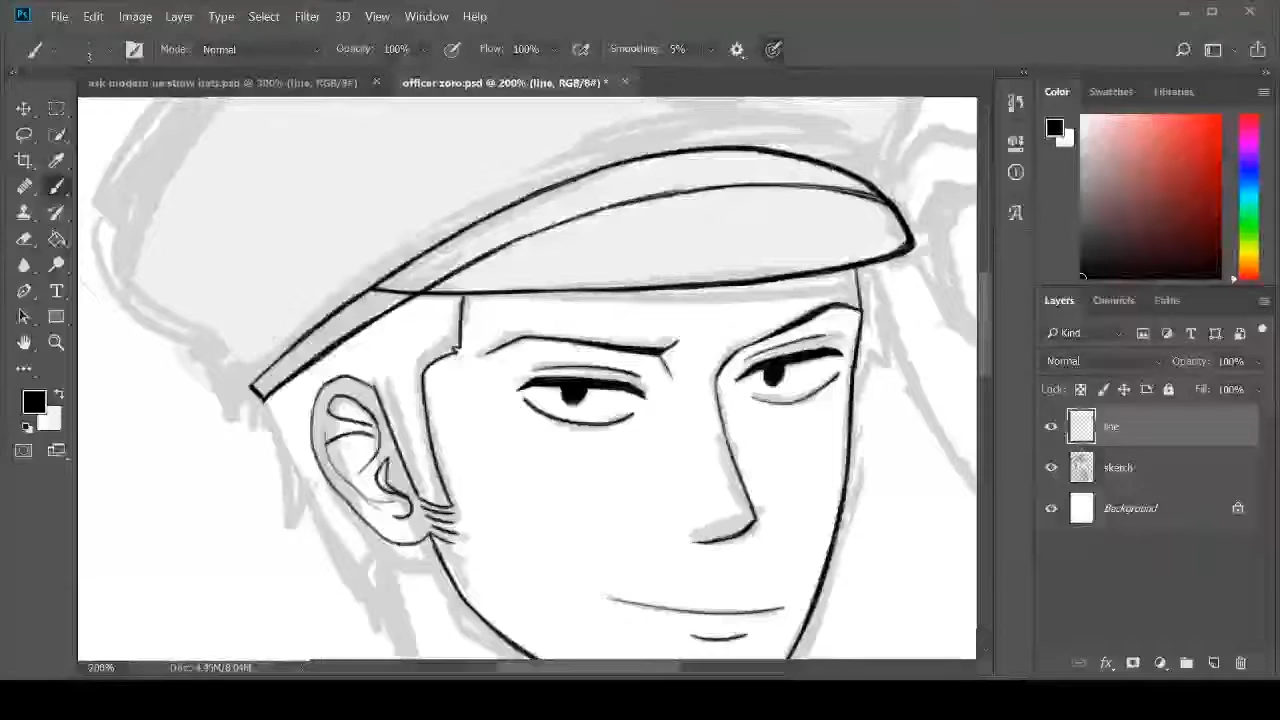 Ps File Edit Image Layer Type Select Filter 3D View Window Help
3 Mode: Normal Opacity: 100% Flow: 100% Smoothing: 5%
officer zoro.psd @ 200% (line, RGB/8#) *
Color Swatches Libraries
Layers Channels Paths
Kind
Normal Opacity: 100%
Lock: Fill: 100%
line
sketch
Background
200%